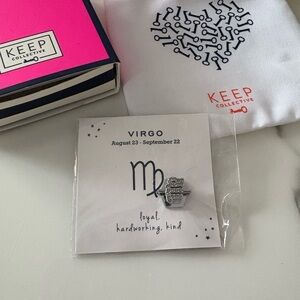 KEEP
COLLECTIVE
KEEP
COLLECTIVE
VIRGO
August 23 - September 22
loyal,
hardworking, kind